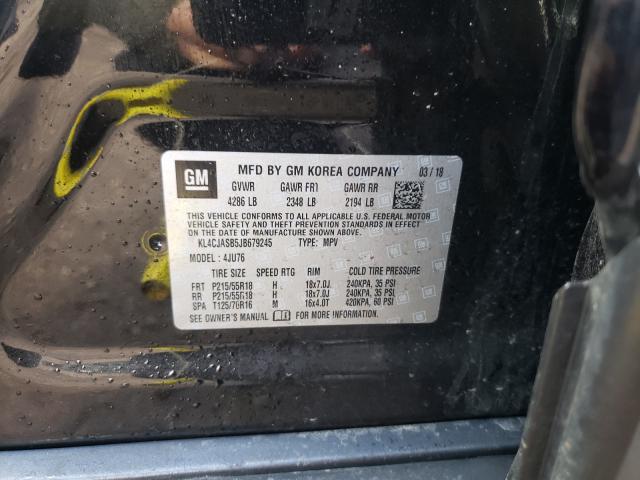 GM MFD BY GM KOREA COMPANY 03/18
GVWR GAWR FRT GAWR RR
4286 LB 2348 LB 2194 LB
THIS VEHICLE CONFORMS TO ALL APPLICABLE U.S. FEDERAL MOTOR
VEHICLE SAFETY AND THEFT PREVENTION STANDARDS IN EFFECT
ON THE DATE OF MANUFACTURE SHOWN ABOVE.
KL4CJASB5JB679245 TYPE: MPV
MODEL: 4JU76
TIRE SIZE SPEED RTG RIM COLD TIRE PRESSURE
FRT P215/55R18 H 18x7.0J 240KPA, 35 PSI
RR P215/55R18 H 18x7.0J 240KPA, 35 PSI
SPA T125/70R16 M 16x4.0T 420KPA, 60 PSI
SEE OWNER'S MANUAL FOR MORE INFORMATION.